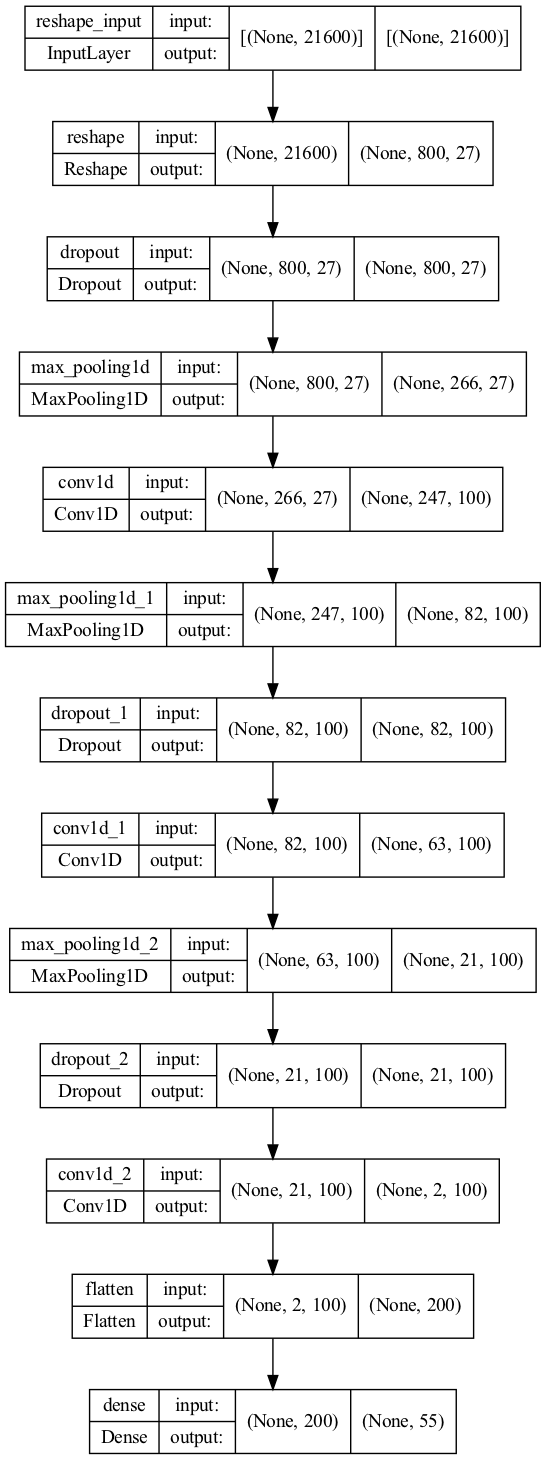 reshape_input input: [(None, 21600)] [(None, 21600)]
InputLayer output:
reshape input: (None, 21600) (None, 800, 27)
Reshape output:
dropout input: (None, 800, 27) (None, 800, 27)
Dropout output:
max_pooling1d input: (None, 800, 27) (None, 266, 27)
MaxPooling1D output:
conv1d input: (None, 266, 27) (None, 247, 100)
Conv1D output:
max_pooling1d_1 input: (None, 247, 100) (None, 82, 100)
MaxPooling1D output:
dropout_1 input: (None, 82, 100) (None, 82, 100)
Dropout output:
conv1d_1 input: (None, 82, 100) (None, 63, 100)
Conv1D output:
max_pooling1d_2 input: (None, 63, 100) (None, 21, 100)
MaxPooling1D output:
dropout_2 input: (None, 21, 100) (None, 21, 100)
Dropout output:
conv1d_2 input: (None, 21, 100) (None, 2, 100)
Conv1D output:
flatten input: (None, 2, 100) (None, 200)
Flatten output:
dense input: (None, 200) (None, 55)
Dense output: